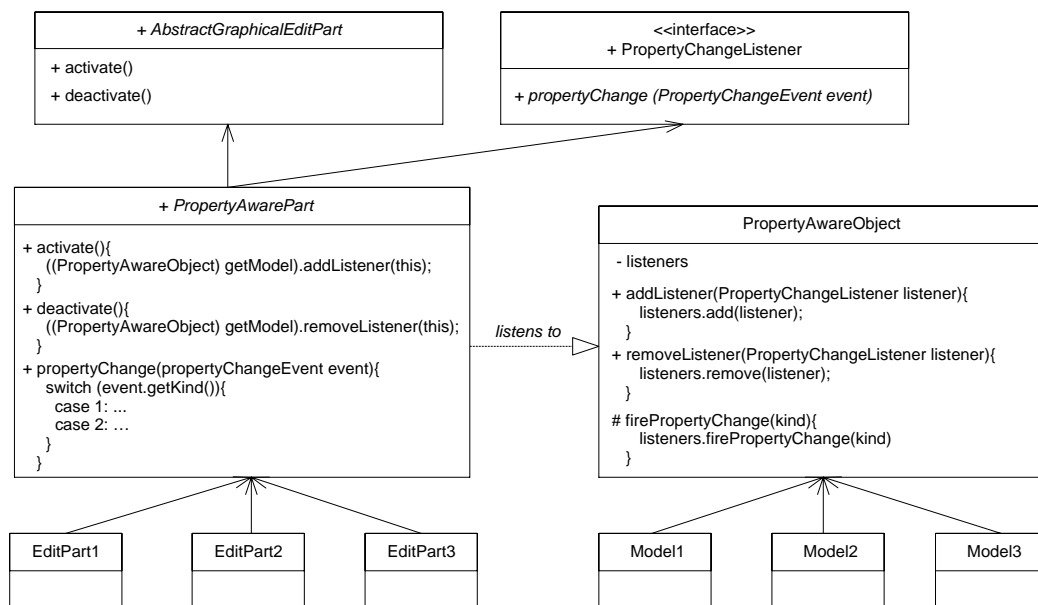 + AbstractGraphicalEditPart
+ activate()
+ deactivate()
<<interface>>
+ PropertyChangeListener
+ propertyChange (PropertyChangeEvent event)
+ PropertyAwarePart
+ activate(){
((PropertyAwareObject) getModel).addListener(this);
}
+ deactivate(){
((PropertyAwareObject) getModel).removeListener(this);
}
+ propertyChange(propertyChangeEvent event){
switch (event.getKind()){
case 1: ...
case 2: …
}
}
listens to
PropertyAwareObject
- listeners
+ addListener(PropertyChangeListener listener){
listeners.add(listener);
}
+ removeListener(PropertyChangeListener listener){
listeners.remove(listener);
}
# firePropertyChange(kind){
listeners.firePropertyChange(kind)
}
EditPart1
EditPart2
EditPart3
Model1
Model2
Model3